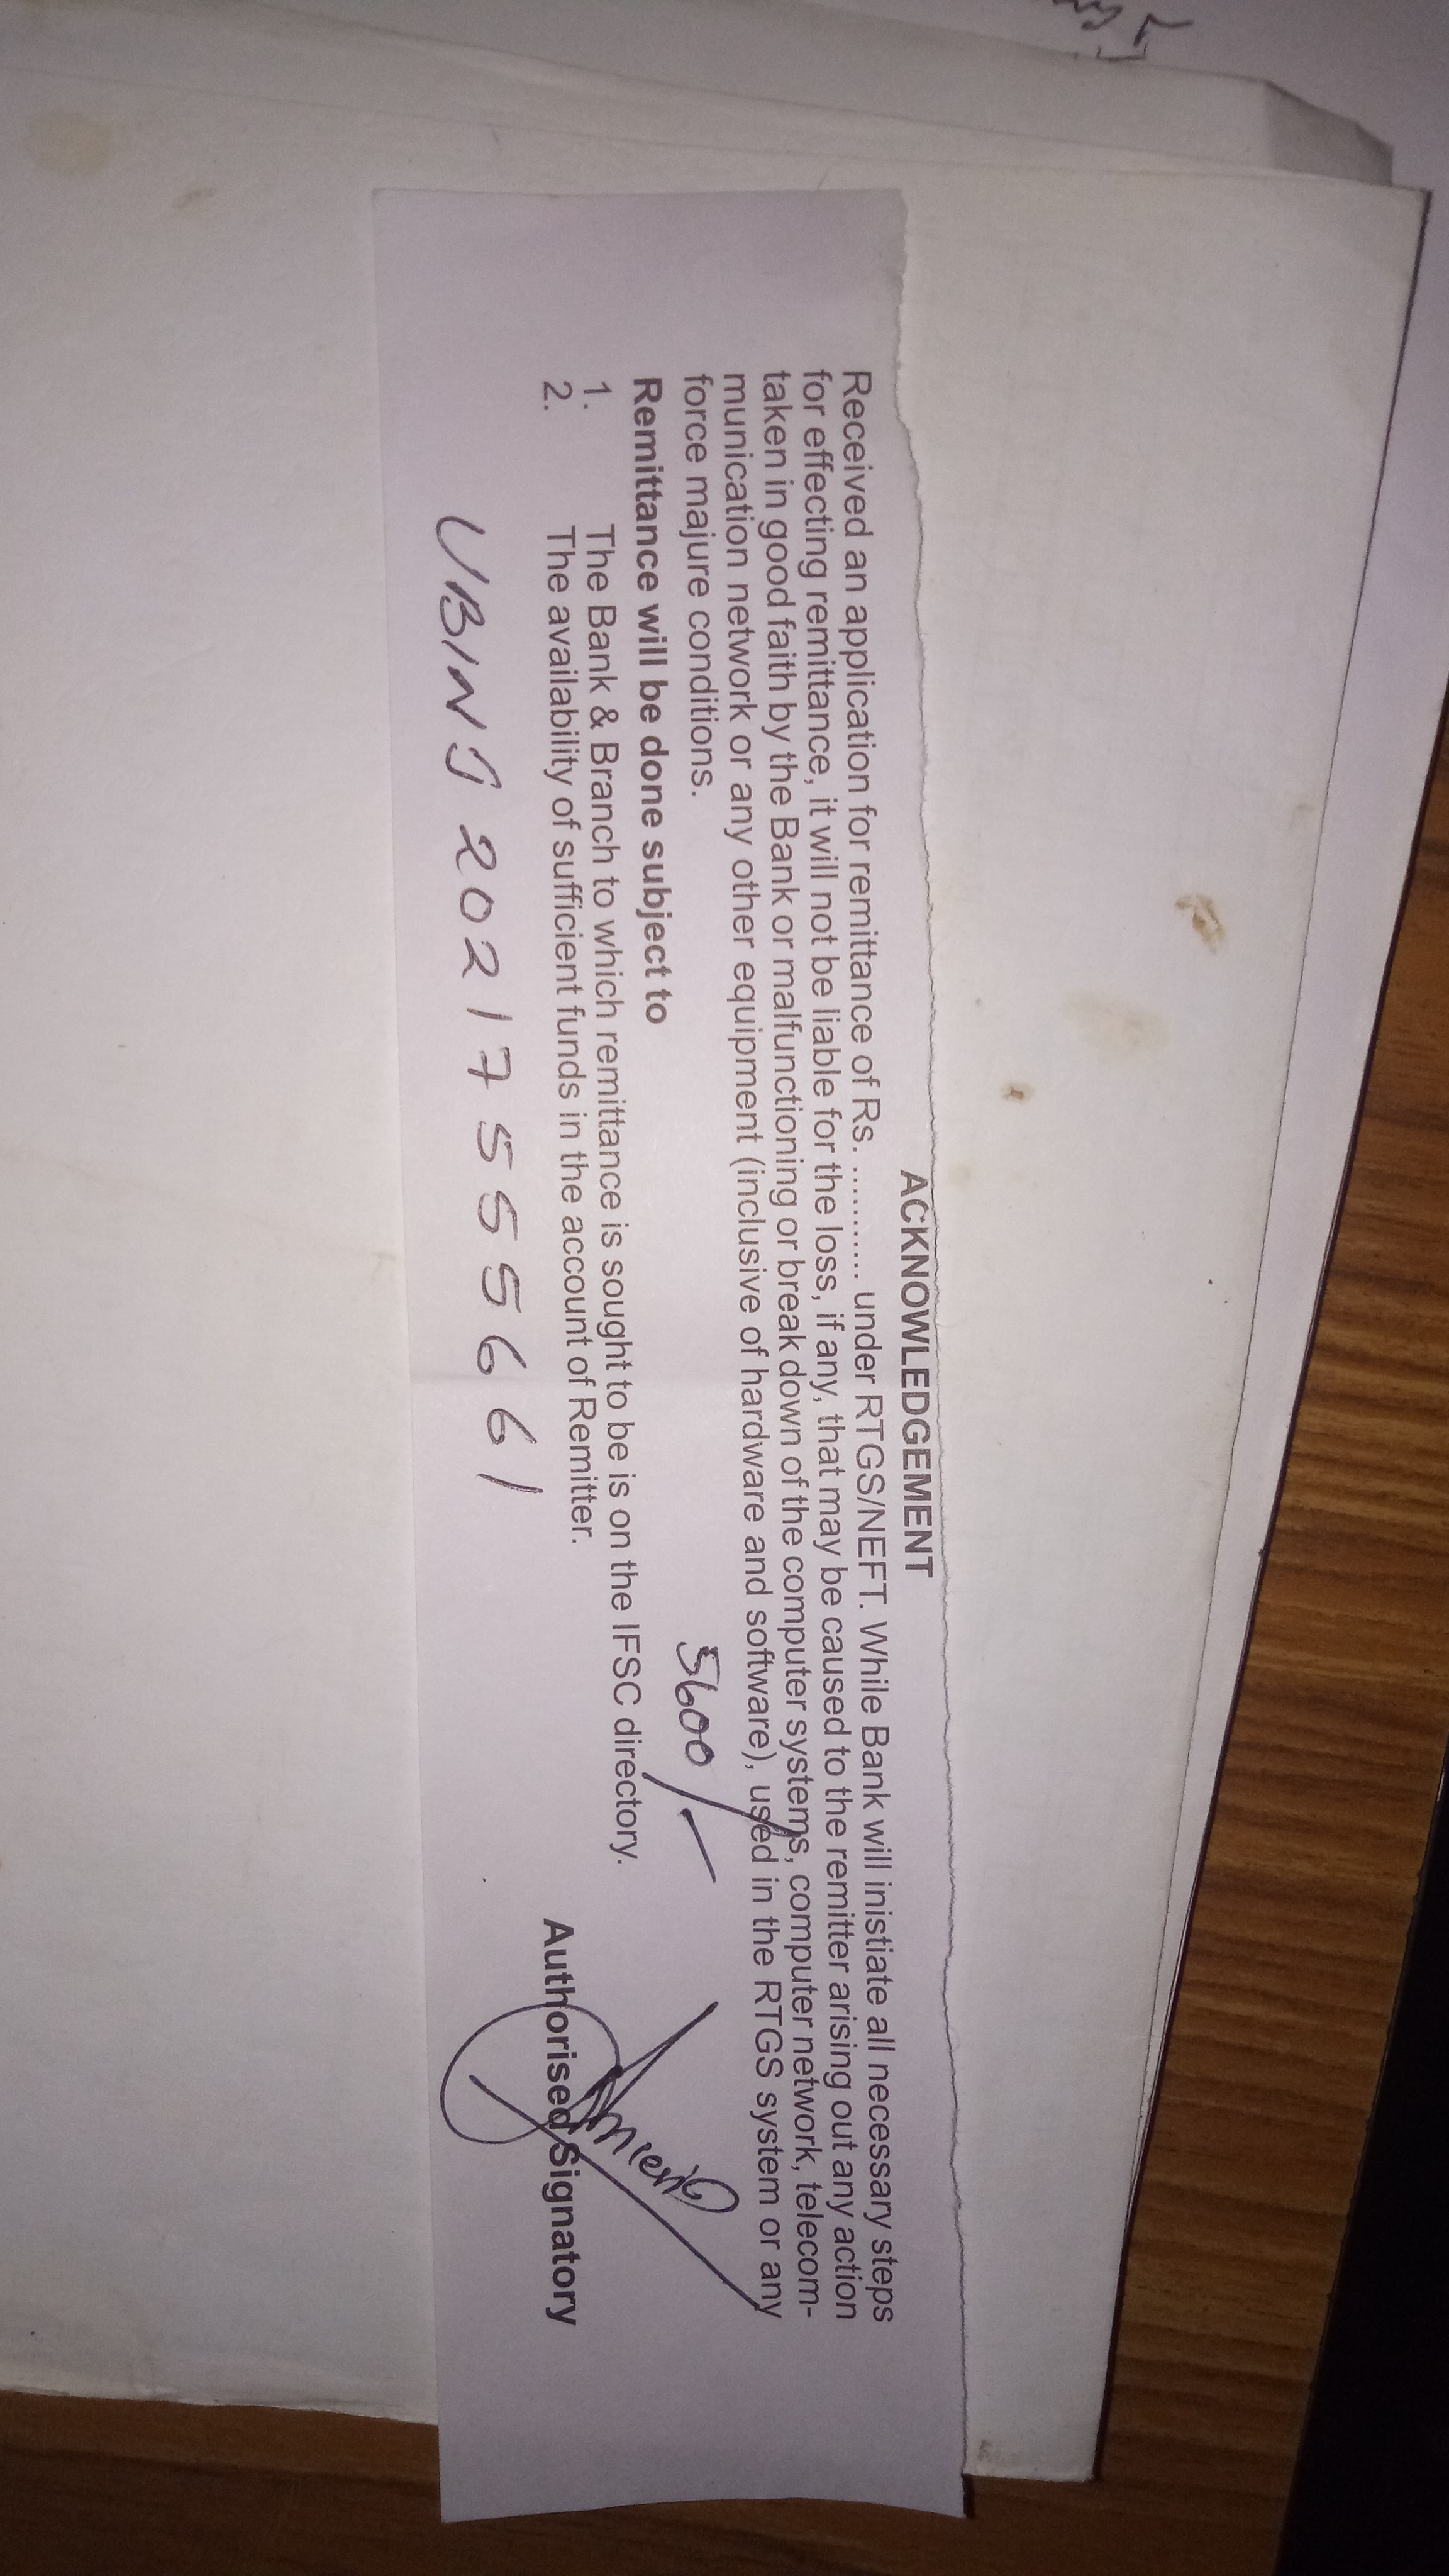 ACKNOWLEDGEMENT
Received an application for remittance of Rs. ........... under RTGS/NEFT. While Bank will inistiate all necessary steps
for effecting remittance, it will not be liable for the loss, if any, that may be caused to the remitter arising out any action
taken in good faith by the Bank or malfunctioning or break down of the computer systems, computer network, telecom-
munication network or any other equipment (inclusive of hardware and software), used in the RTGS system or any
force majure conditions.
5600/-
Remittance will be done subject to
1. The Bank & Branch to which remittance is sought to be is on the IFSC directory.
2. The availability of sufficient funds in the account of Remitter.
Authorised Signatory
UBINJ20217555661